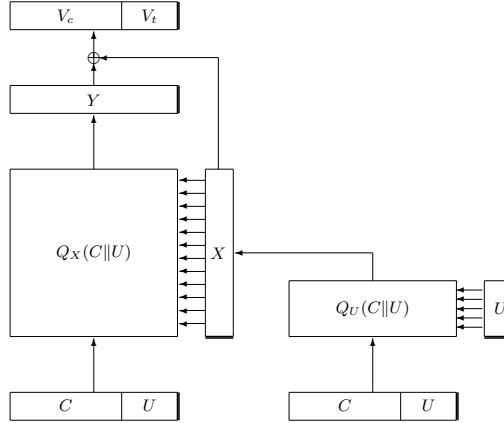 V_c V_t
⊕
Y
Q_X(C∥U) X
Q_U(C∥U) U
C U C U